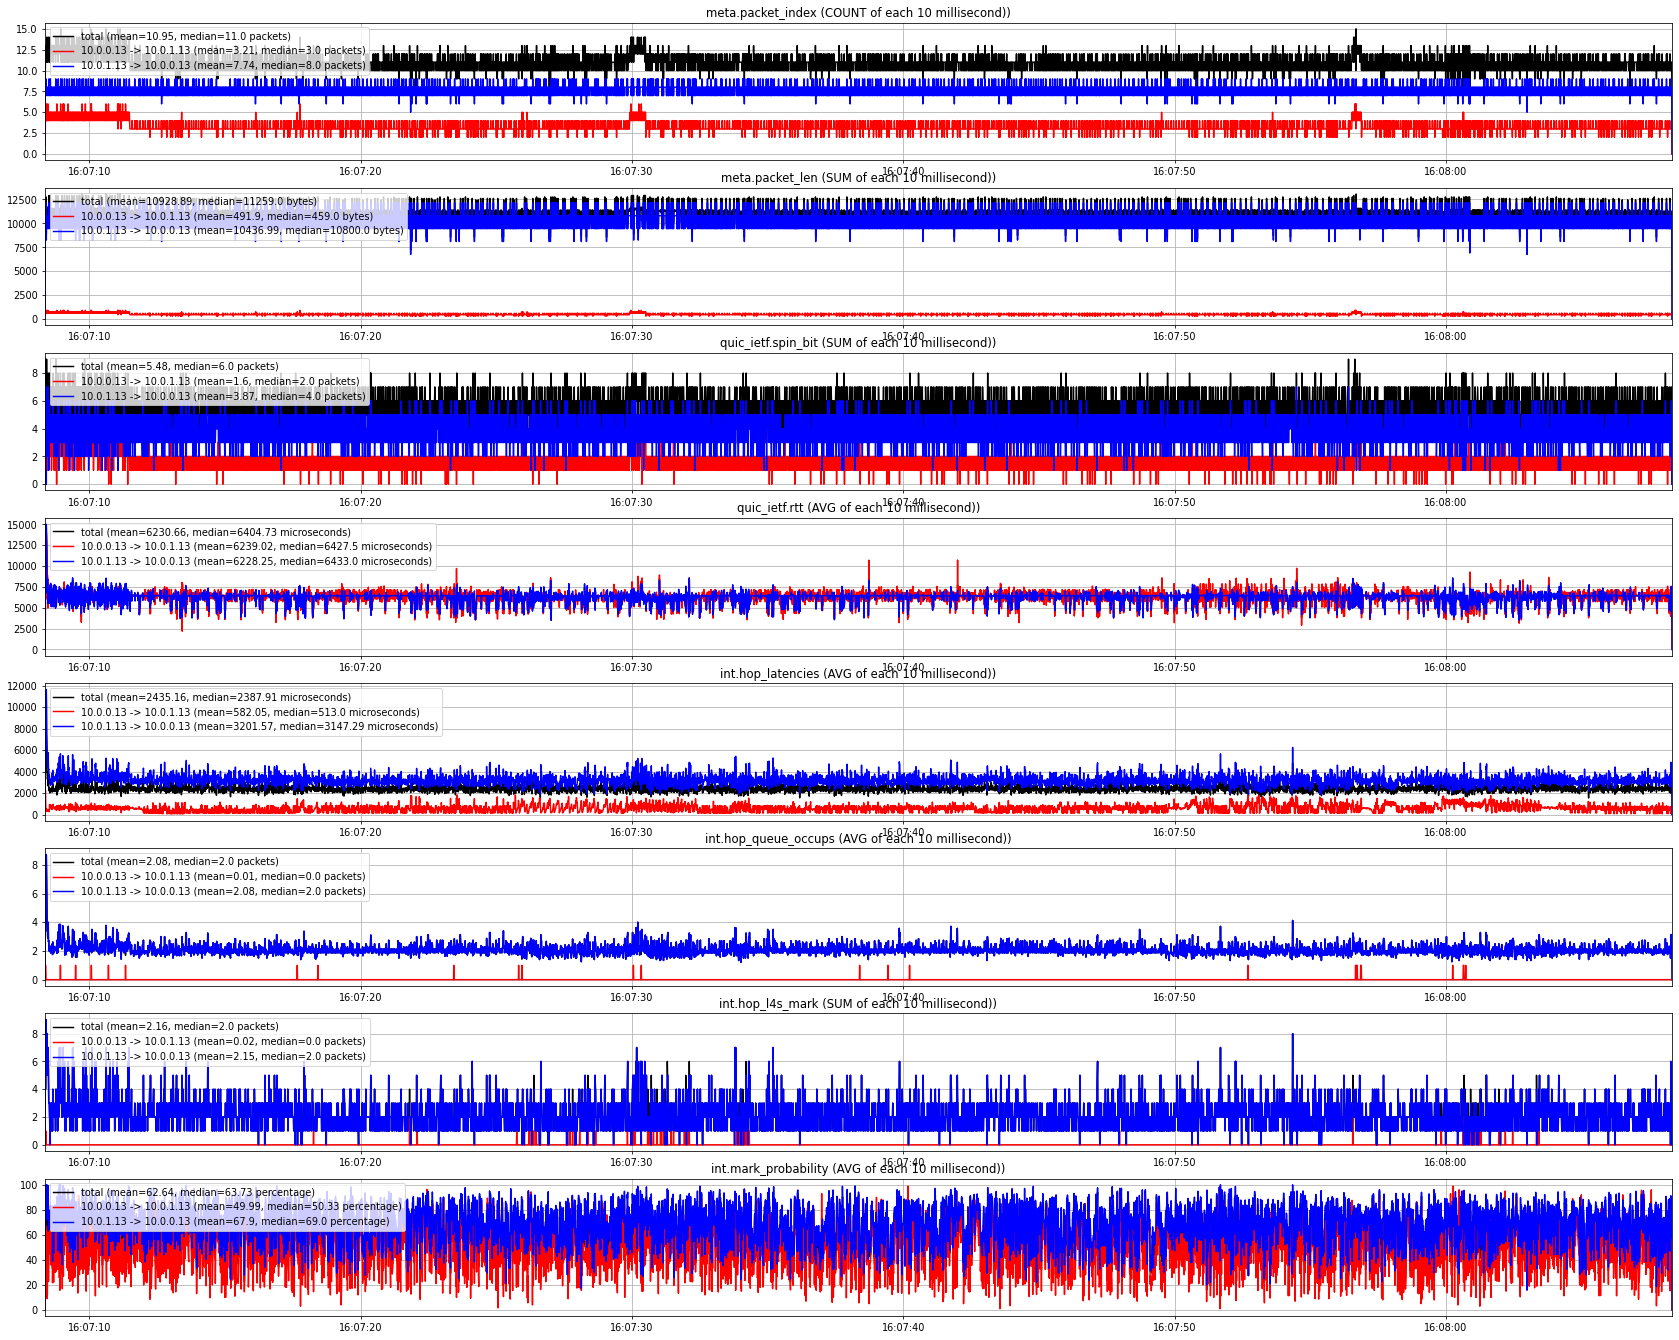 meta.packet_index (COUNT of each 10 millisecond))
15.0
12.5
10.0
7.5
5.0
2.5
0.0
total (mean=10.95, median=11.0 packets)
10.0.0.13 -> 10.0.1.13 (mean=3.21, median=3.0 packets)
10.0.1.13 -> 10.0.0.13 (mean=7.74, median=8.0 packets)
16:07:10 16:07:20 16:07:30 16:07:40 16:07:50 16:08:00
meta.packet_len (SUM of each 10 millisecond))
12500
10000
7500
5000
2500
0
total (mean=10928.89, median=11259.0 bytes)
10.0.0.13 -> 10.0.1.13 (mean=491.9, median=459.0 bytes)
10.0.1.13 -> 10.0.0.13 (mean=10436.99, median=10800.0 bytes)
16:07:10 16:07:20 16:07:30 16:07:40 16:07:50 16:08:00
quic_ietf.spin_bit (SUM of each 10 millisecond))
8
6
4
2
0
total (mean=5.48, median=6.0 packets)
10.0.0.13 -> 10.0.1.13 (mean=1.6, median=2.0 packets)
10.0.1.13 -> 10.0.0.13 (mean=3.87, median=4.0 packets)
16:07:10 16:07:20 16:07:30 16:07:40 16:07:50 16:08:00
quic_ietf.rtt (AVG of each 10 millisecond))
15000
12500
10000
7500
5000
2500
0
total (mean=6230.66, median=6404.73 microseconds)
10.0.0.13 -> 10.0.1.13 (mean=6239.02, median=6427.5 microseconds)
10.0.1.13 -> 10.0.0.13 (mean=6228.25, median=6433.0 microseconds)
16:07:10 16:07:20 16:07:30 16:07:40 16:07:50 16:08:00
int.hop_latencies (AVG of each 10 millisecond))
12000
10000
8000
6000
4000
2000
0
total (mean=2435.16, median=2387.91 microseconds)
10.0.0.13 -> 10.0.1.13 (mean=582.05, median=513.0 microseconds)
10.0.1.13 -> 10.0.0.13 (mean=3201.57, median=3147.29 microseconds)
16:07:10 16:07:20 16:07:30 16:07:40 16:07:50 16:08:00
int.hop_queue_occups (AVG of each 10 millisecond))
8
6
4
2
0
total (mean=2.08, median=2.0 packets)
10.0.0.13 -> 10.0.1.13 (mean=0.01, median=0.0 packets)
10.0.1.13 -> 10.0.0.13 (mean=2.08, median=2.0 packets)
16:07:10 16:07:20 16:07:30 16:07:40 16:07:50 16:08:00
int.hop_l4s_mark (SUM of each 10 millisecond))
8
6
4
2
0
total (mean=2.16, median=2.0 packets)
10.0.0.13 -> 10.0.1.13 (mean=0.02, median=0.0 packets)
10.0.1.13 -> 10.0.0.13 (mean=2.15, median=2.0 packets)
16:07:10 16:07:20 16:07:30 16:07:40 16:07:50 16:08:00
int.mark_probability (AVG of each 10 millisecond))
100
80
60
40
20
0
total (mean=62.64, median=63.73 percentage)
10.0.0.13 -> 10.0.1.13 (mean=49.99, median=50.33 percentage)
10.0.1.13 -> 10.0.0.13 (mean=67.9, median=69.0 percentage)
16:07:10 16:07:20 16:07:30 16:07:40 16:07:50 16:08:00